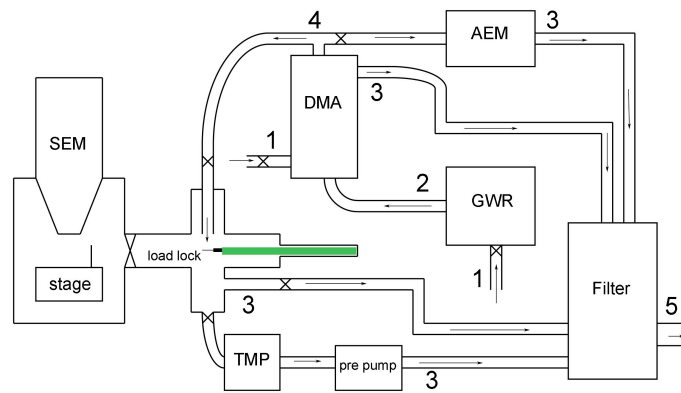 4
3
AEM
SEM
DMA
3
1
2
GWR
load lock
stage
1
3
Filter
5
TMP
pre pump
3